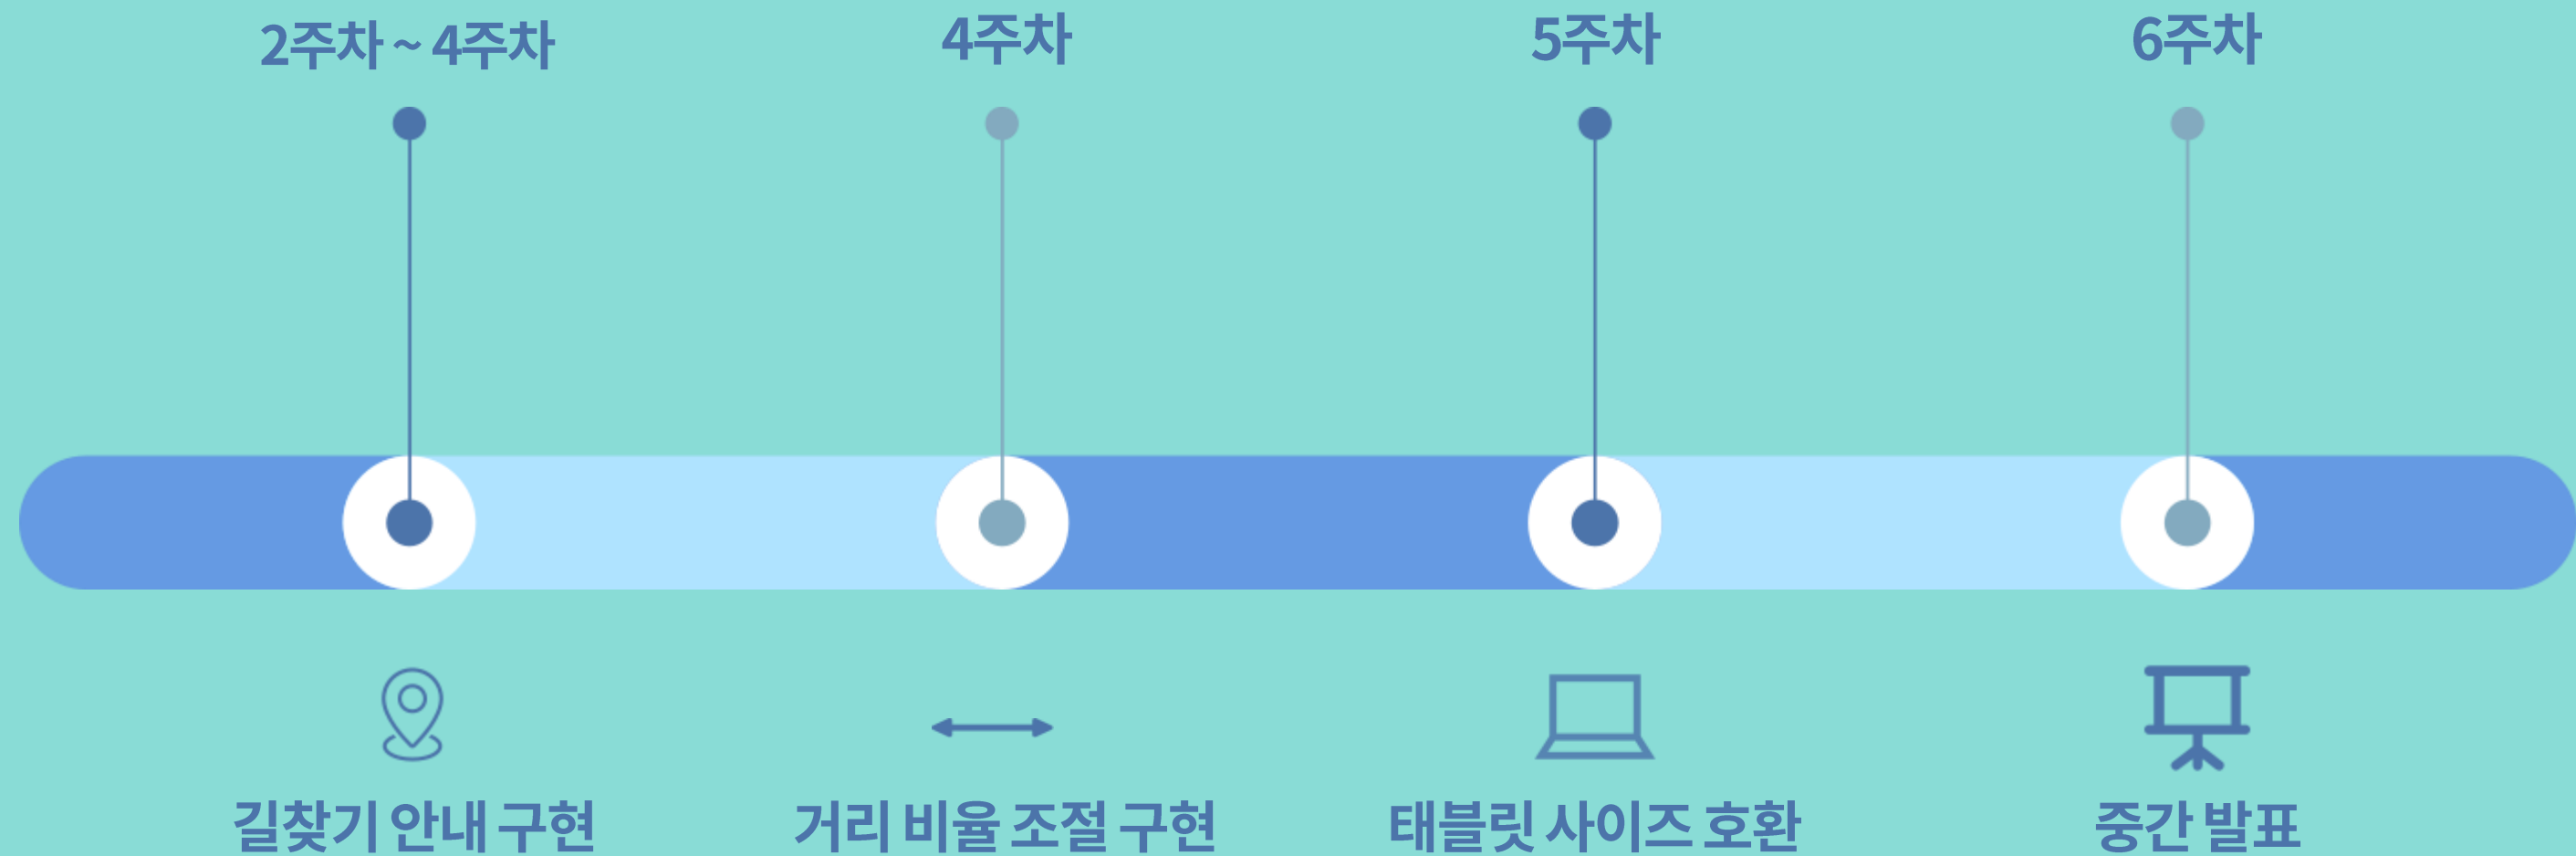 2주차 ~ 4주차
4주차
5주차
6주차
길찾기 안내 구현
거리 비율 조절 구현
태블릿 사이즈 호환
중간 발표